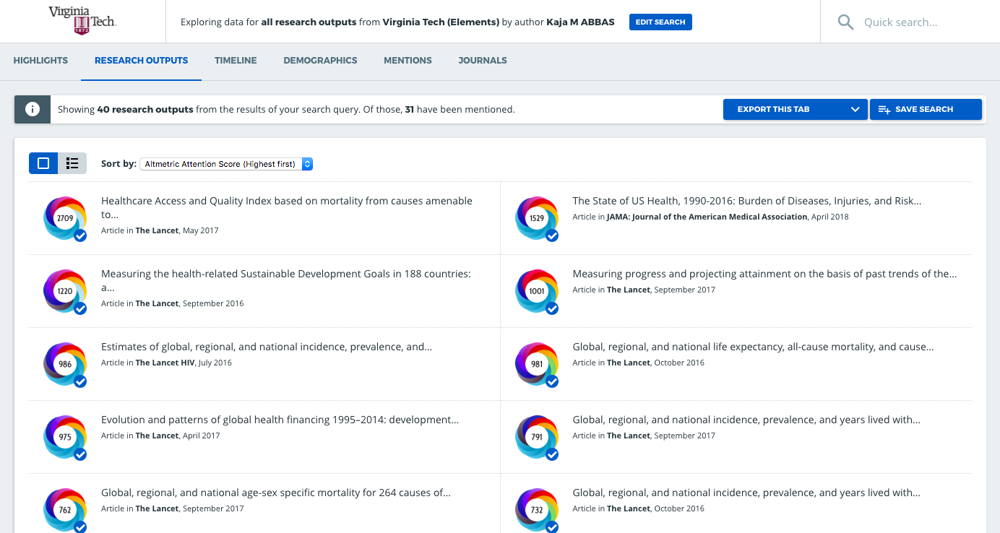 Virginia
Tech
1872
Exploring data for all research outputs from Virginia Tech (Elements) by author Kaja M ABBAS
EDIT SEARCH
Quick search...
HIGHLIGHTS
RESEARCH OUTPUTS
TIMELINE
DEMOGRAPHICS
MENTIONS
JOURNALS
Showing 40 research outputs from the results of your search query. Of those, 31 have been mentioned.
EXPORT THIS TAB
SAVE SEARCH
Sort by: Altmetric Attention Score (Highest first)
2709
Healthcare Access and Quality Index based on mortality from causes amenable
to...
Article in The Lancet, May 2017
1529
The State of US Health, 1990-2016: Burden of Diseases, Injuries, and Risk...
Article in JAMA: Journal of the American Medical Association, April 2018
1220
Measuring the health-related Sustainable Development Goals in 188 countries:
a...
Article in The Lancet, September 2016
1001
Measuring progress and projecting attainment on the basis of past trends of the...
Article in The Lancet, September 2017
986
Estimates of global, regional, and national incidence, prevalence, and...
Article in The Lancet HIV, July 2016
981
Global, regional, and national life expectancy, all-cause mortality, and cause...
Article in The Lancet, October 2016
975
Evolution and patterns of global health financing 1995–2014: development...
Article in The Lancet, April 2017
791
Global, regional, and national incidence, prevalence, and years lived with...
Article in The Lancet, September 2017
762
Global, regional, and national age-sex specific mortality for 264 causes of...
Article in The Lancet, September 2017
732
Global, regional, and national incidence, prevalence, and years lived with...
Article in The Lancet, October 2016